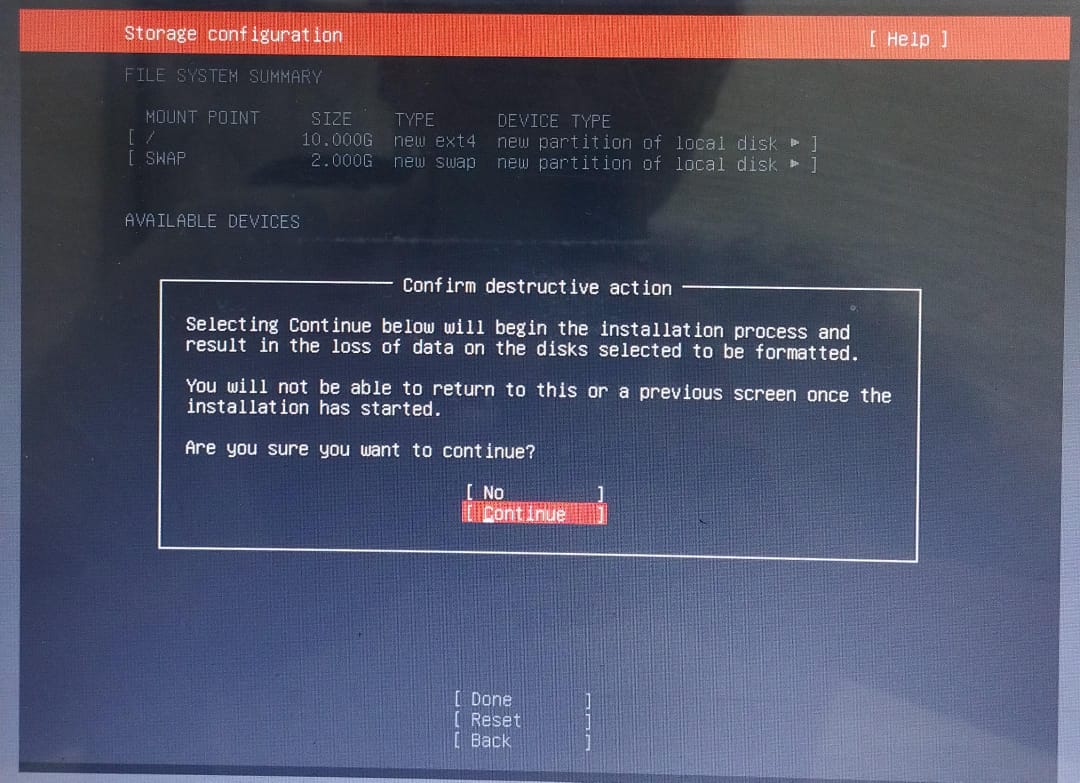 Storage configuration [ Help ]
FILE SYSTEM SUMMARY
MOUNT POINT SIZE TYPE DEVICE TYPE
[ / 10.000G new ext4 new partition of local disk ▸ ]
[ SWAP 2.000G new swap new partition of local disk ▸ ]
AVAILABLE DEVICES
Confirm destructive action
Selecting Continue below will begin the installation process and
result in the loss of data on the disks selected to be formatted.
You will not be able to return to this or a previous screen once the
installation has started.
Are you sure you want to continue?
[ No ]
[ Continue ]
[ Done ]
[ Reset ]
[ Back ]